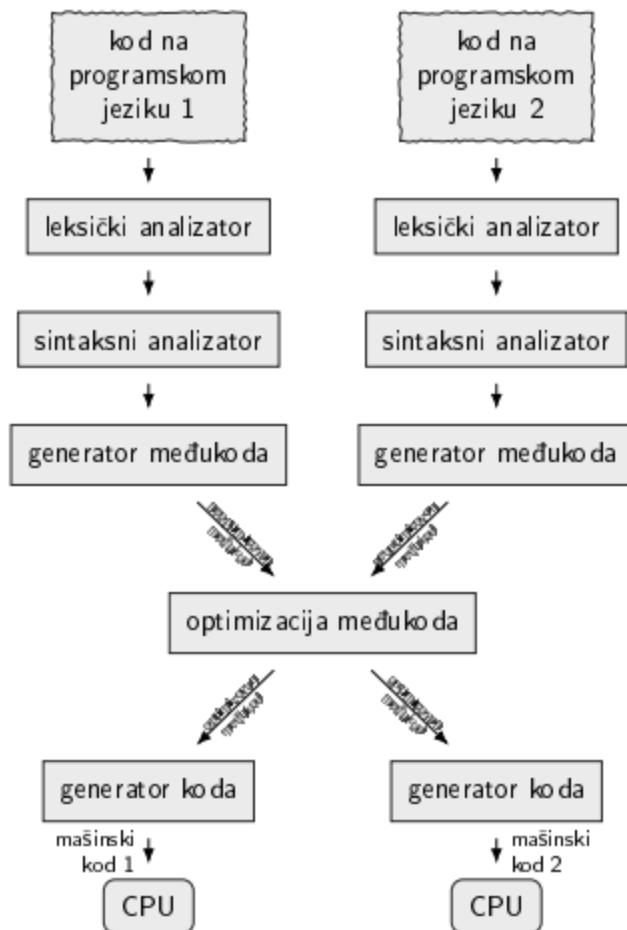 kod na
programskom
jeziku 1
kod na
programskom
jeziku 2
leksički analizator
leksički analizator
sintaksni analizator
sintaksni analizator
generator međukoda
generator međukoda
optimizacija međukoda
generator koda
generator koda
mašinski
kod 1
mašinski
kod 2
CPU
CPU